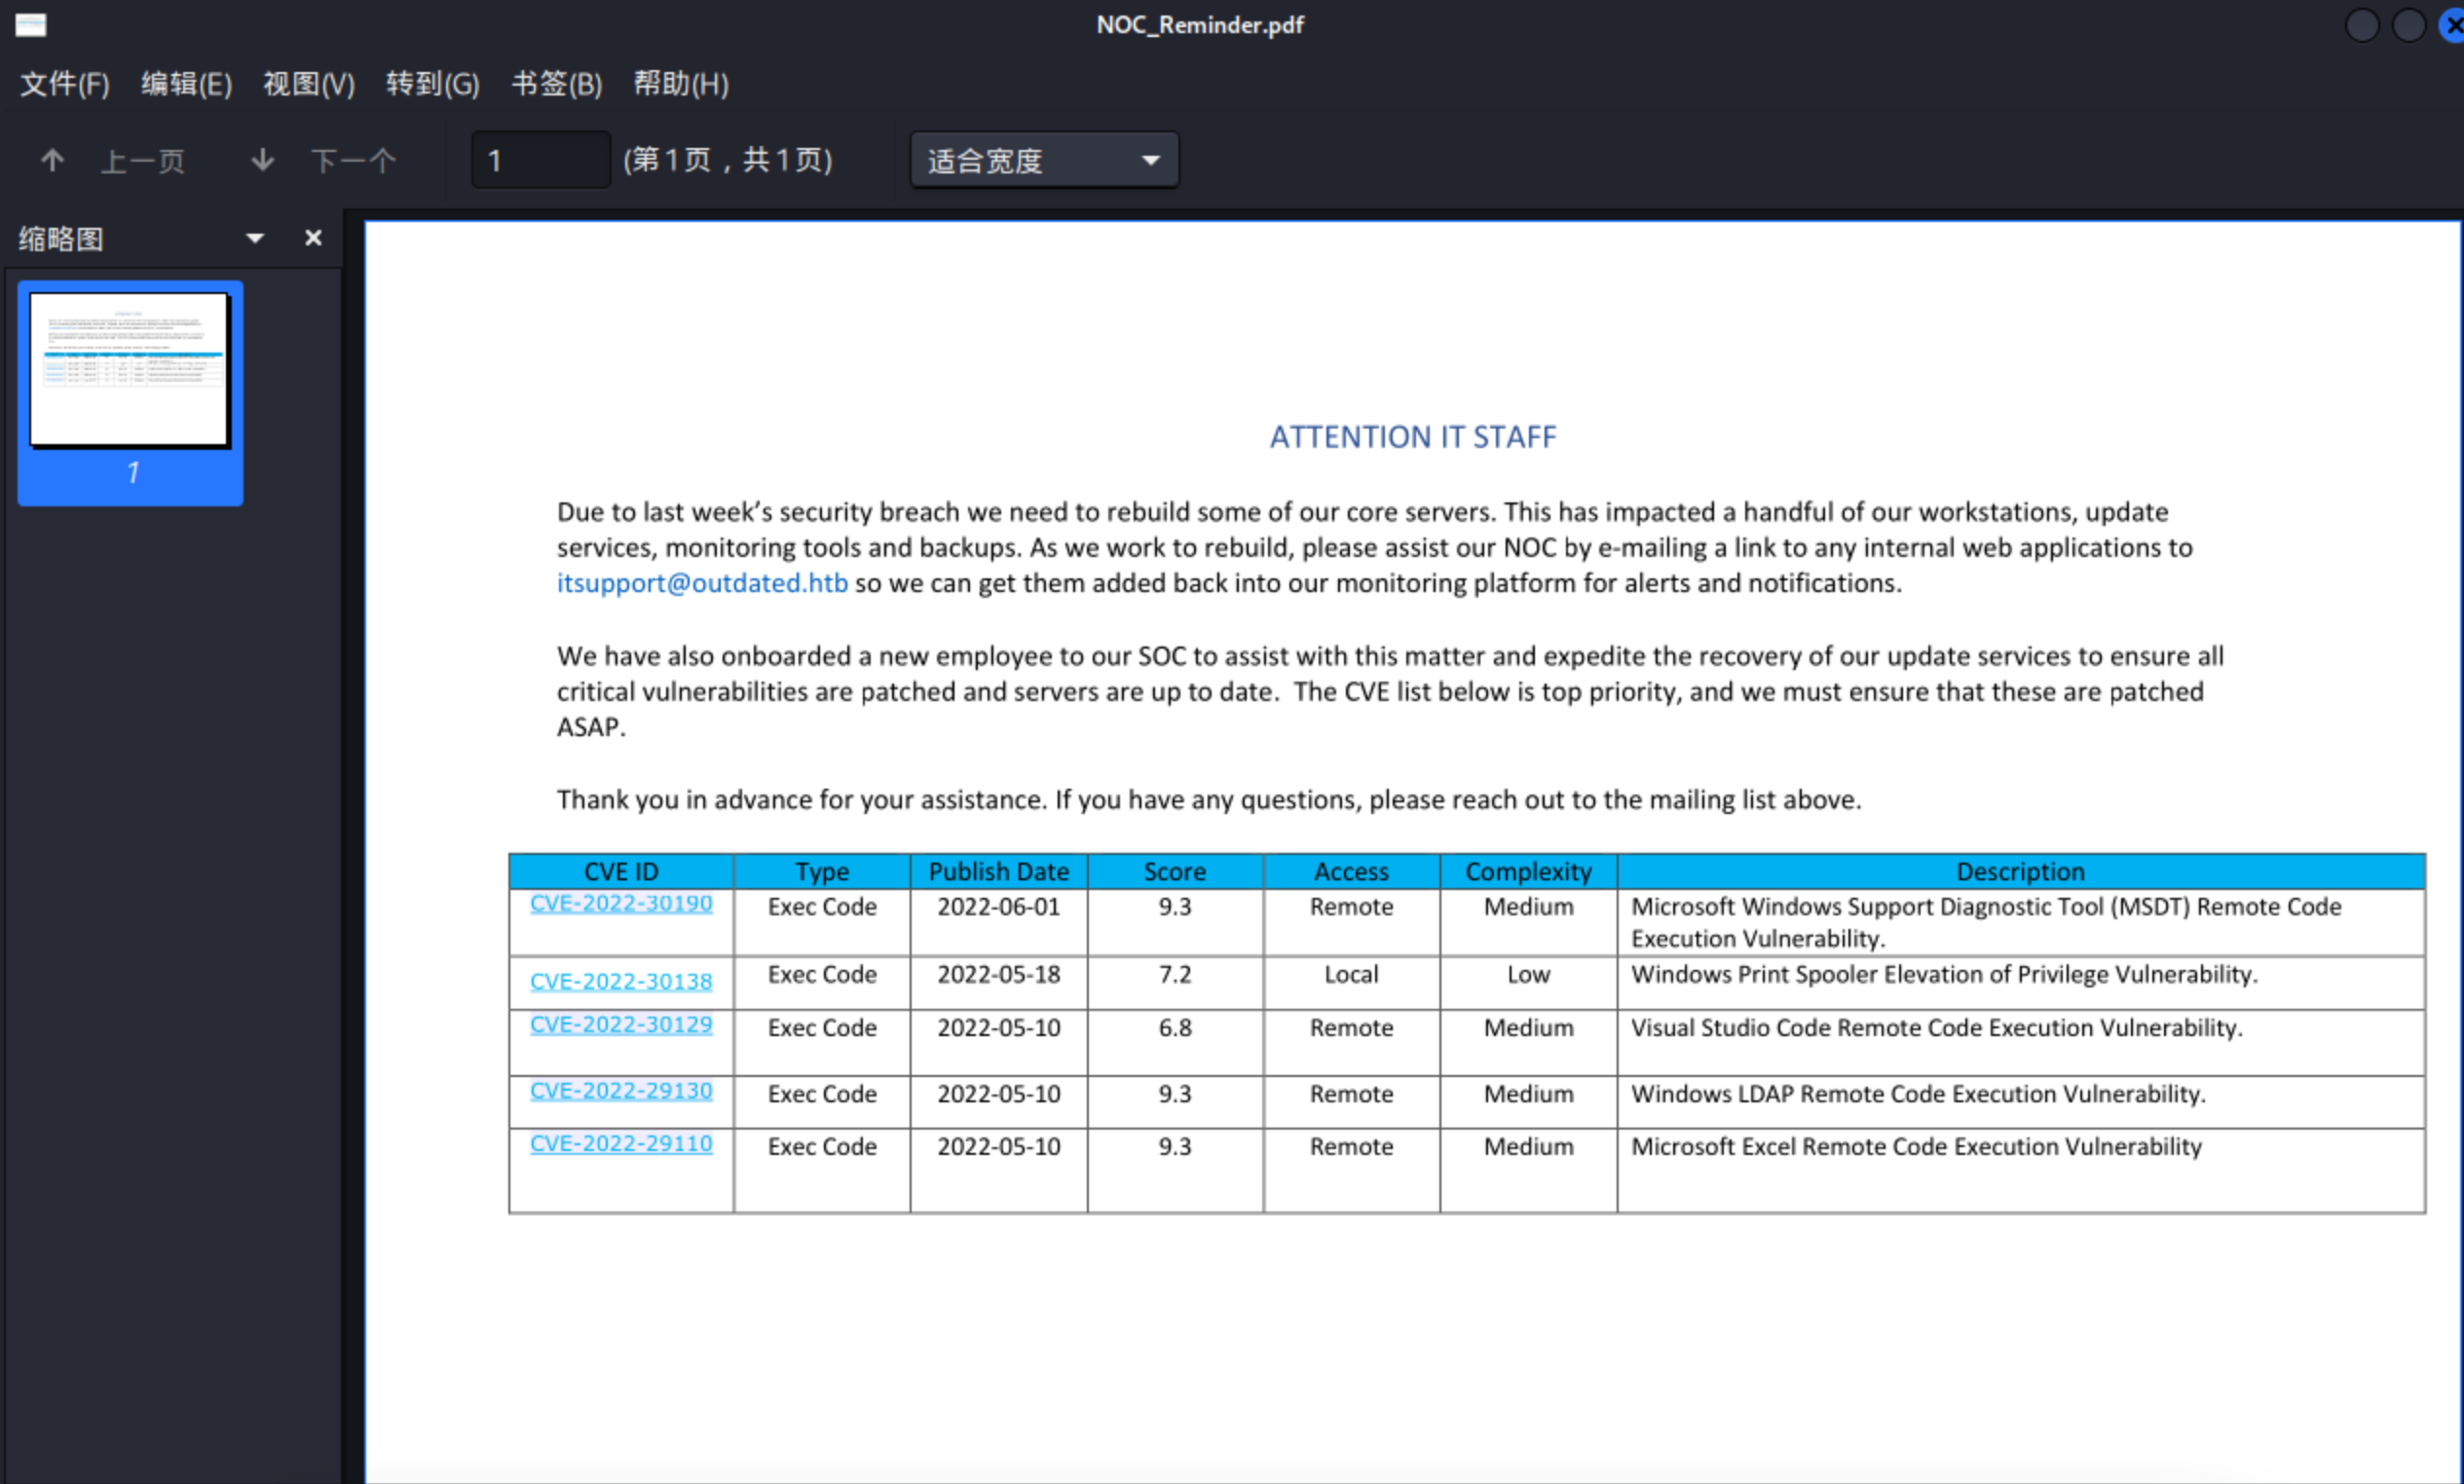 NOC_Reminder.pdf
文件(F) 编辑(E) 视图(V) 转到(G) 书签(B) 帮助(H)
上一页 下一个 1 (第1页，共1页) 适合宽度
缩略图
1
ATTENTION IT STAFF
Due to last week’s security breach we need to rebuild some of our core servers. This has impacted a handful of our workstations, update
services, monitoring tools and backups. As we work to rebuild, please assist our NOC by e-mailing a link to any internal web applications to
itsupport@outdated.htb so we can get them added back into our monitoring platform for alerts and notifications.
We have also onboarded a new employee to our SOC to assist with this matter and expedite the recovery of our update services to ensure all
critical vulnerabilities are patched and servers are up to date.  The CVE list below is top priority, and we must ensure that these are patched
ASAP.
Thank you in advance for your assistance. If you have any questions, please reach out to the mailing list above.
CVE ID Type Publish Date Score Access Complexity Description
CVE-2022-30190 Exec Code 2022-06-01 9.3 Remote Medium Microsoft Windows Support Diagnostic Tool (MSDT) Remote Code
Execution Vulnerability.
CVE-2022-30138 Exec Code 2022-05-18 7.2 Local Low Windows Print Spooler Elevation of Privilege Vulnerability.
CVE-2022-30129 Exec Code 2022-05-10 6.8 Remote Medium Visual Studio Code Remote Code Execution Vulnerability.
CVE-2022-29130 Exec Code 2022-05-10 9.3 Remote Medium Windows LDAP Remote Code Execution Vulnerability.
CVE-2022-29110 Exec Code 2022-05-10 9.3 Remote Medium Microsoft Excel Remote Code Execution Vulnerability